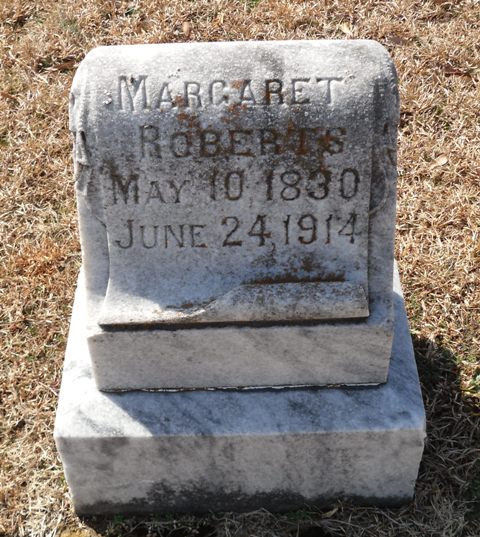 Margaret
Roberts
May 10, 1830
June 24, 1914